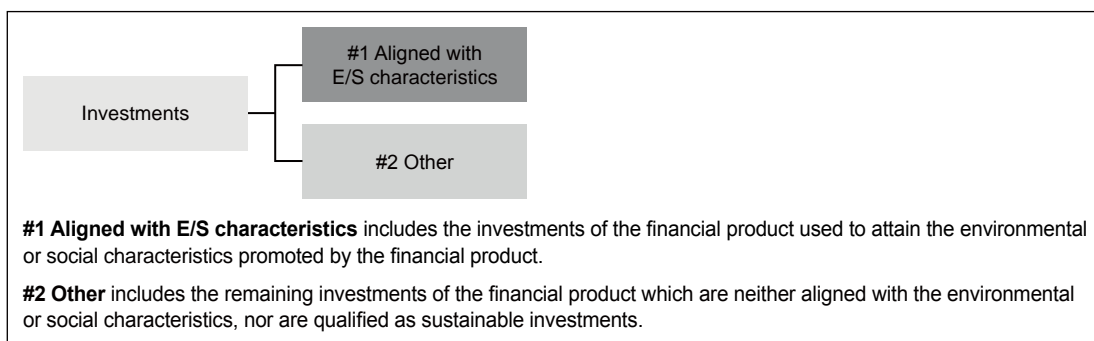 #1 Aligned with
E/S characteristics
Investments
#2 Other
#1 Aligned with E/S characteristics includes the investments of the financial product used to attain the environmental
or social characteristics promoted by the financial product.
#2 Other includes the remaining investments of the financial product which are neither aligned with the environmental
or social characteristics, nor are qualified as sustainable investments.